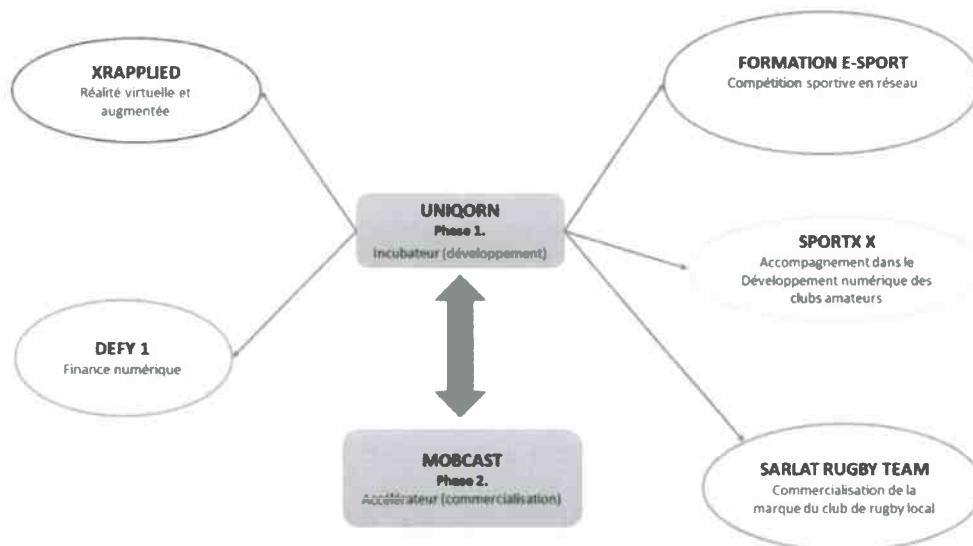 XRAPPLIED
Réalité virtuelle et
augmentée
FORMATION E-SPORT
Compétition sportive en réseau
UNIQORN
Phase 1.
Incubateur (développement)
SPORTX X
Accompagnement dans le
Développement numérique des
clubs amateurs
DEFY 1
Finance numérique
MOBCAST
Phase 2.
Accélérateur (commercialisation)
SARLAT RUGBY TEAM
Commercialisation de la
marque du club de rugby local